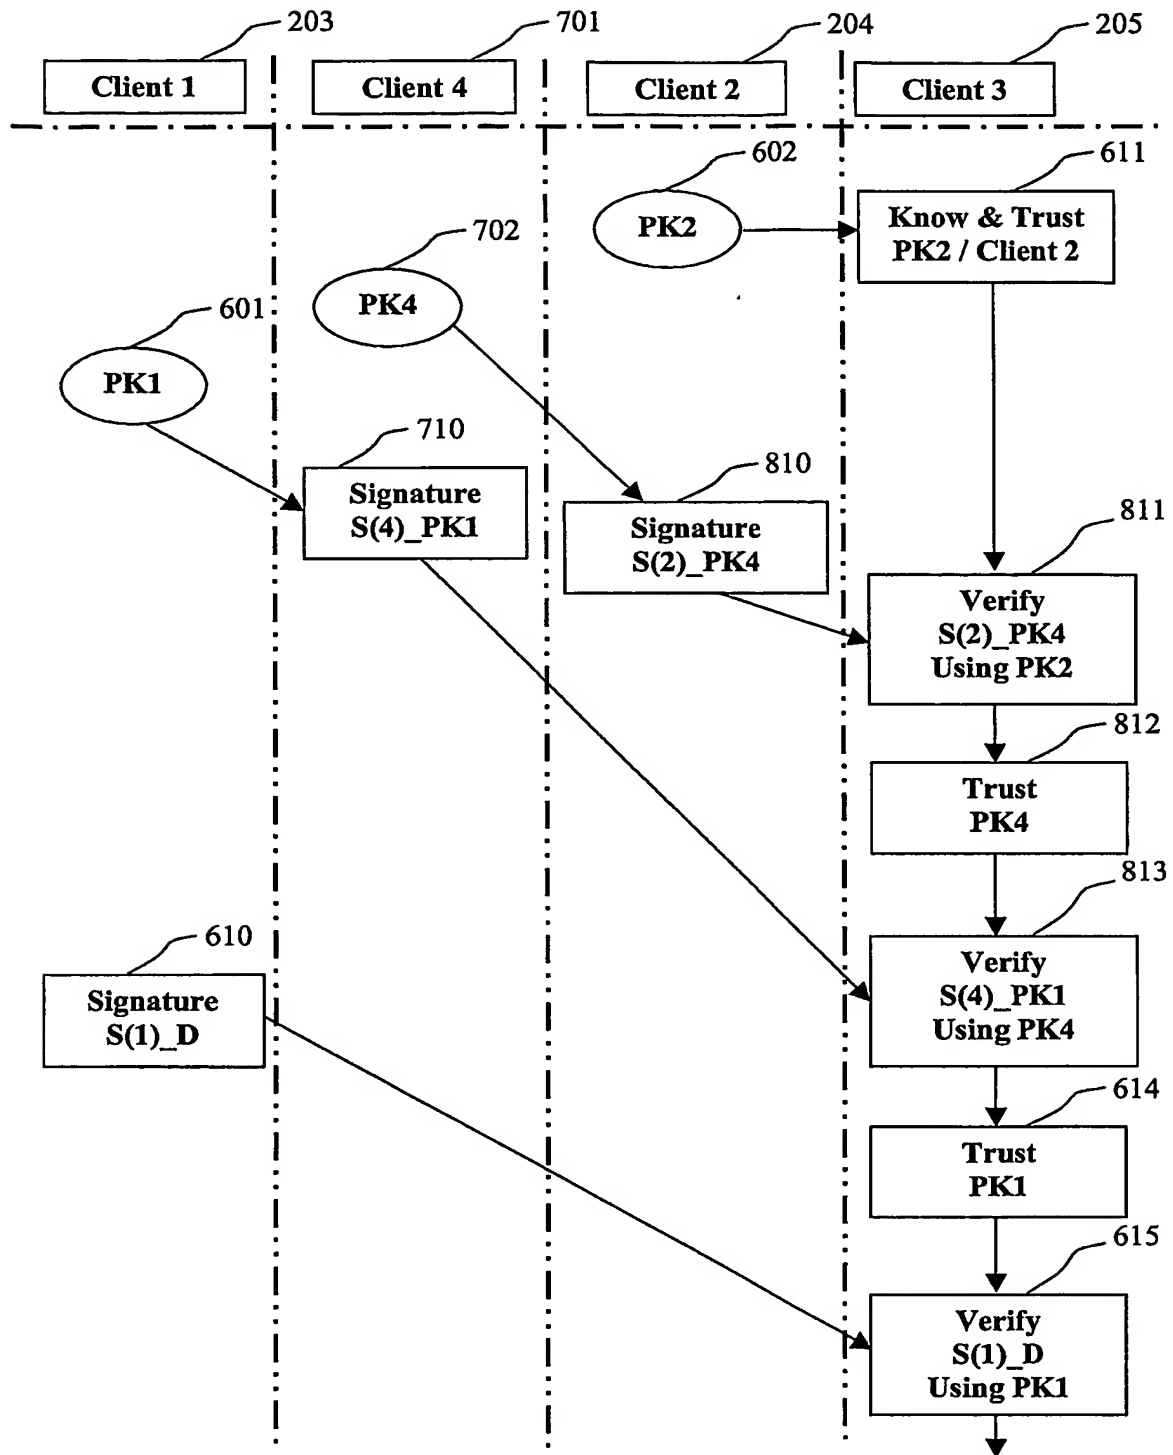 203
701
204
205
Client 1
Client 4
Client 2
Client 3
602
611
PK2
Know & Trust
PK2 / Client 2
702
PK4
601
PK1
710
Signature
S(4)_PK1
810
Signature
S(2)_PK4
811
Verify
S(2)_PK4
Using PK2
812
Trust
PK4
813
Verify
S(4)_PK1
Using PK4
610
Signature
S(1)_D
614
Trust
PK1
615
Verify
S(1)_D
Using PK1